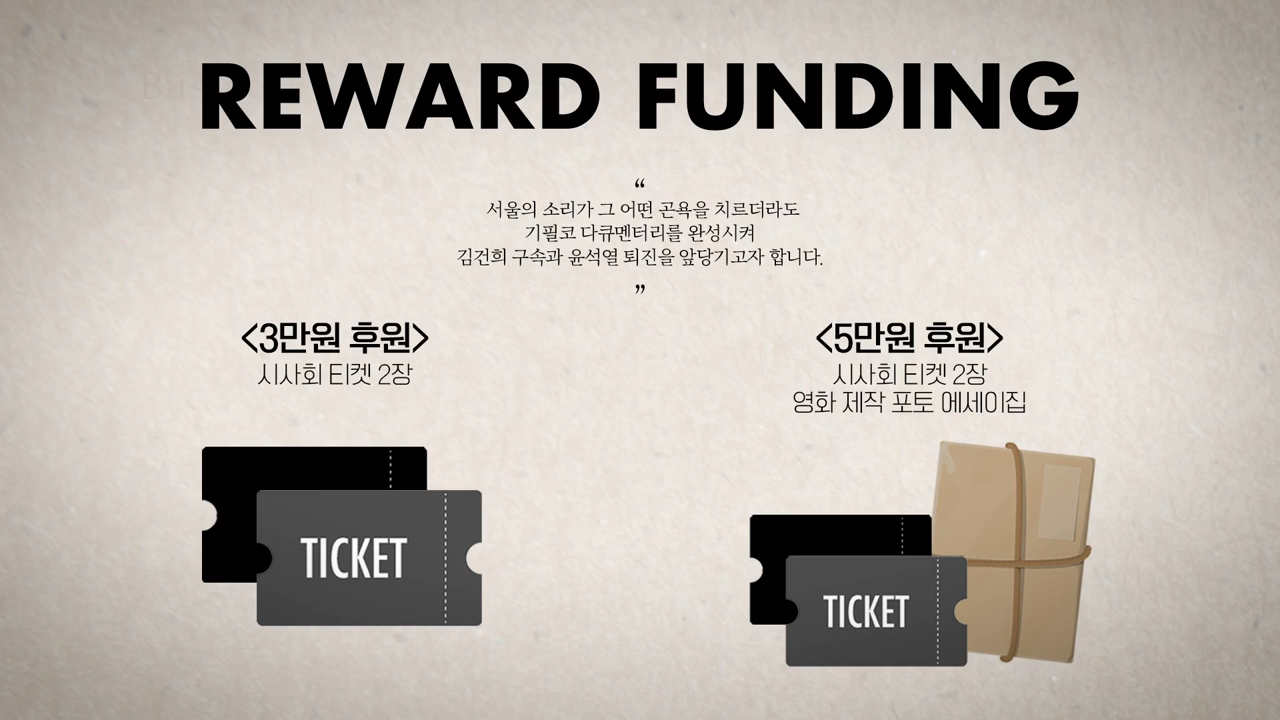 REWARD FUNDING
“
서울의 소리가 그 어떤 곤욕을 치르더라도
기필코 다큐멘터리를 완성시켜
김건희 구속과 윤석열 퇴진을 앞당기고자 합니다.
”
<3만원 후원>
시사회 티켓 2장
<5만원 후원>
시사회 티켓 2장
영화 제작 포토 에세이집
TICKET
TICKET